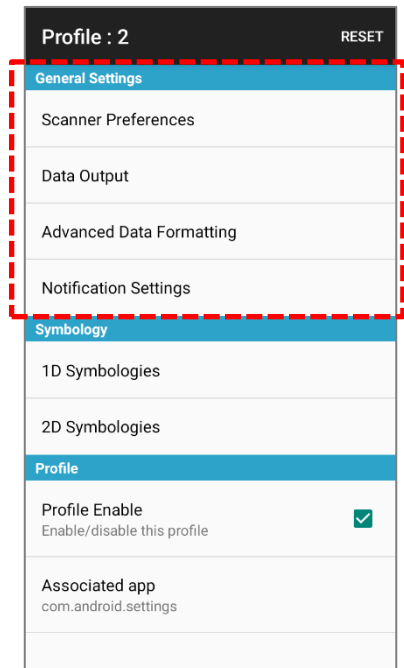 Profile : 2 RESET
General Settings
Scanner Preferences
Data Output
Advanced Data Formatting
Notification Settings
Symbology
1D Symbologies
2D Symbologies
Profile
Profile Enable
Enable/disable this profile
Associated app
com.android.settings